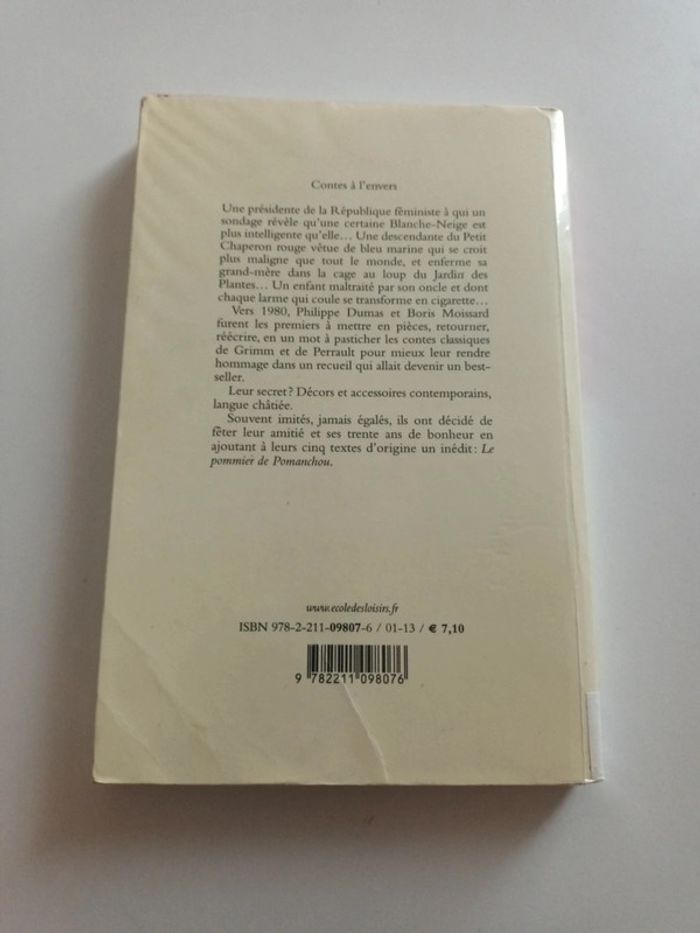 Contes à l'envers
Une présidente de la République féministe à qui un
sondage révèle qu'une certaine Blanche-Neige est
plus intelligente qu'elle... Une descendante du Petit
Chaperon rouge vêtue de bleu marine qui se croit
plus maligne que tout le monde, et enferme sa
grand-mère dans la cage au loup du Jardin des
Plantes... Un enfant maltraité par son oncle et dont
chaque larme qui coule se transforme en cigarette...
Vers 1980, Philippe Dumas et Boris Moissard
furent les premiers à mettre en pièces, retourner,
réécrire, en un mot à pasticher les contes classiques
de Grimm et de Perrault pour mieux leur rendre
hommage dans un recueil qui allait devenir un best-
seller.
Leur secret ? Décors et accessoires contemporains,
langue châtiée.
Souvent imités, jamais égalés, ils ont décidé de
fêter leur amitié et ses trente ans de bonheur en
ajoutant à leurs cinq textes d'origine un inédit : Le
pommier de Pomanchou.
www.ecoledesloisirs.fr
ISBN 978-2-211-09807-6 / 01-13 / € 7,10
9 782211 098076